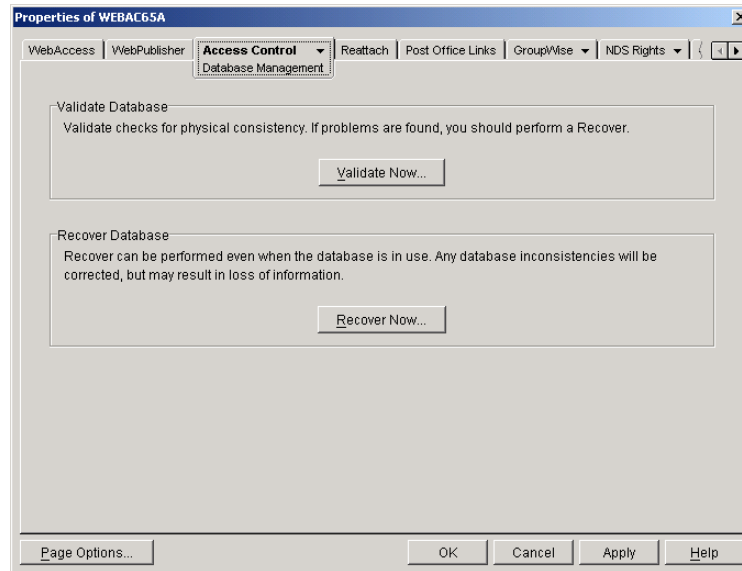 Properties of WEBAC65A
WebAccess WebPublisher Access Control Reattach Post Office Links GroupWise NDS Rights
Database Management
Validate Database
Validate checks for physical consistency. If problems are found, you should perform a Recover.
Validate Now...
Recover Database
Recover can be performed even when the database is in use. Any database inconsistencies will be
corrected, but may result in loss of information.
Recover Now...
Page Options... OK Cancel Apply Help